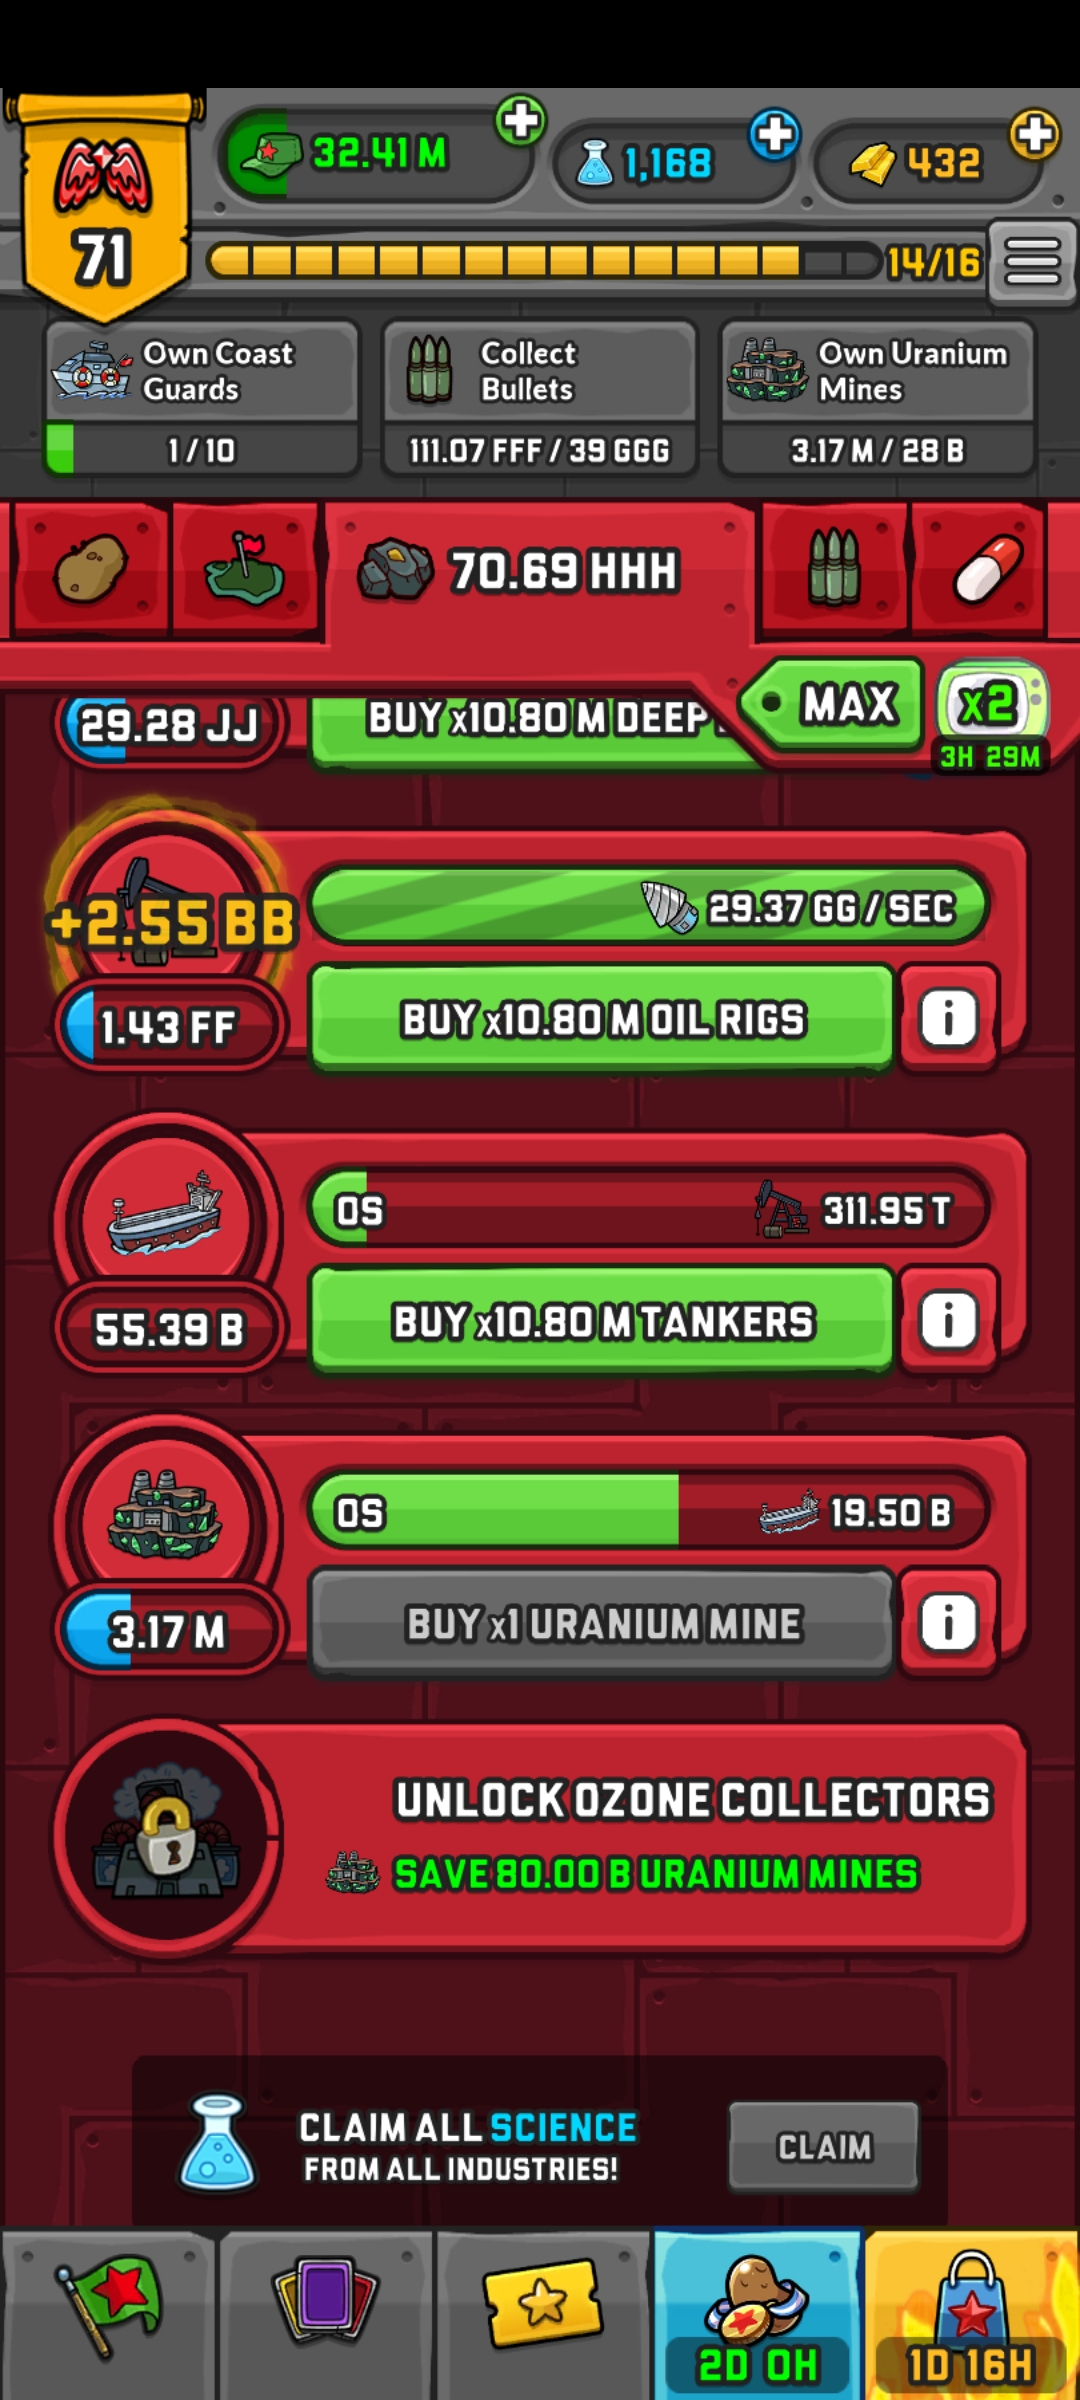 32.41 M
1,168
432
71
14/16
Own Coast
Guards
1/10
Collect
Bullets
111.07 FFF / 39 GGG
Own Uranium
Mines
3.17 M / 28 B
70.69 HHH
MAX
x2
3H 29M
29.28 JJ
BUY x10.80 M DEEP
+2.55 BB
29.37 GG / SEC
1.43 FF
BUY x10.80 M OIL RIGS
i
0S
311.95 T
55.39 B
BUY x10.80 M TANKERS
i
0S
19.50 B
3.17 M
BUY x1 URANIUM MINE
i
UNLOCK OZONE COLLECTORS
SAVE 80.00 B URANIUM MINES
CLAIM ALL SCIENCE
FROM ALL INDUSTRIES!
CLAIM
2D 0H
1D 16H